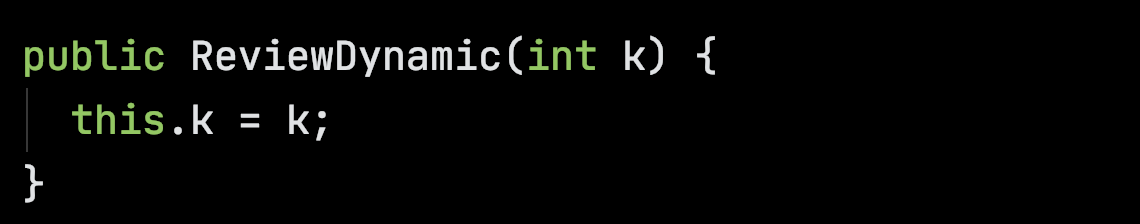 public ReviewDynamic(int k) {
  this.k = k;
}